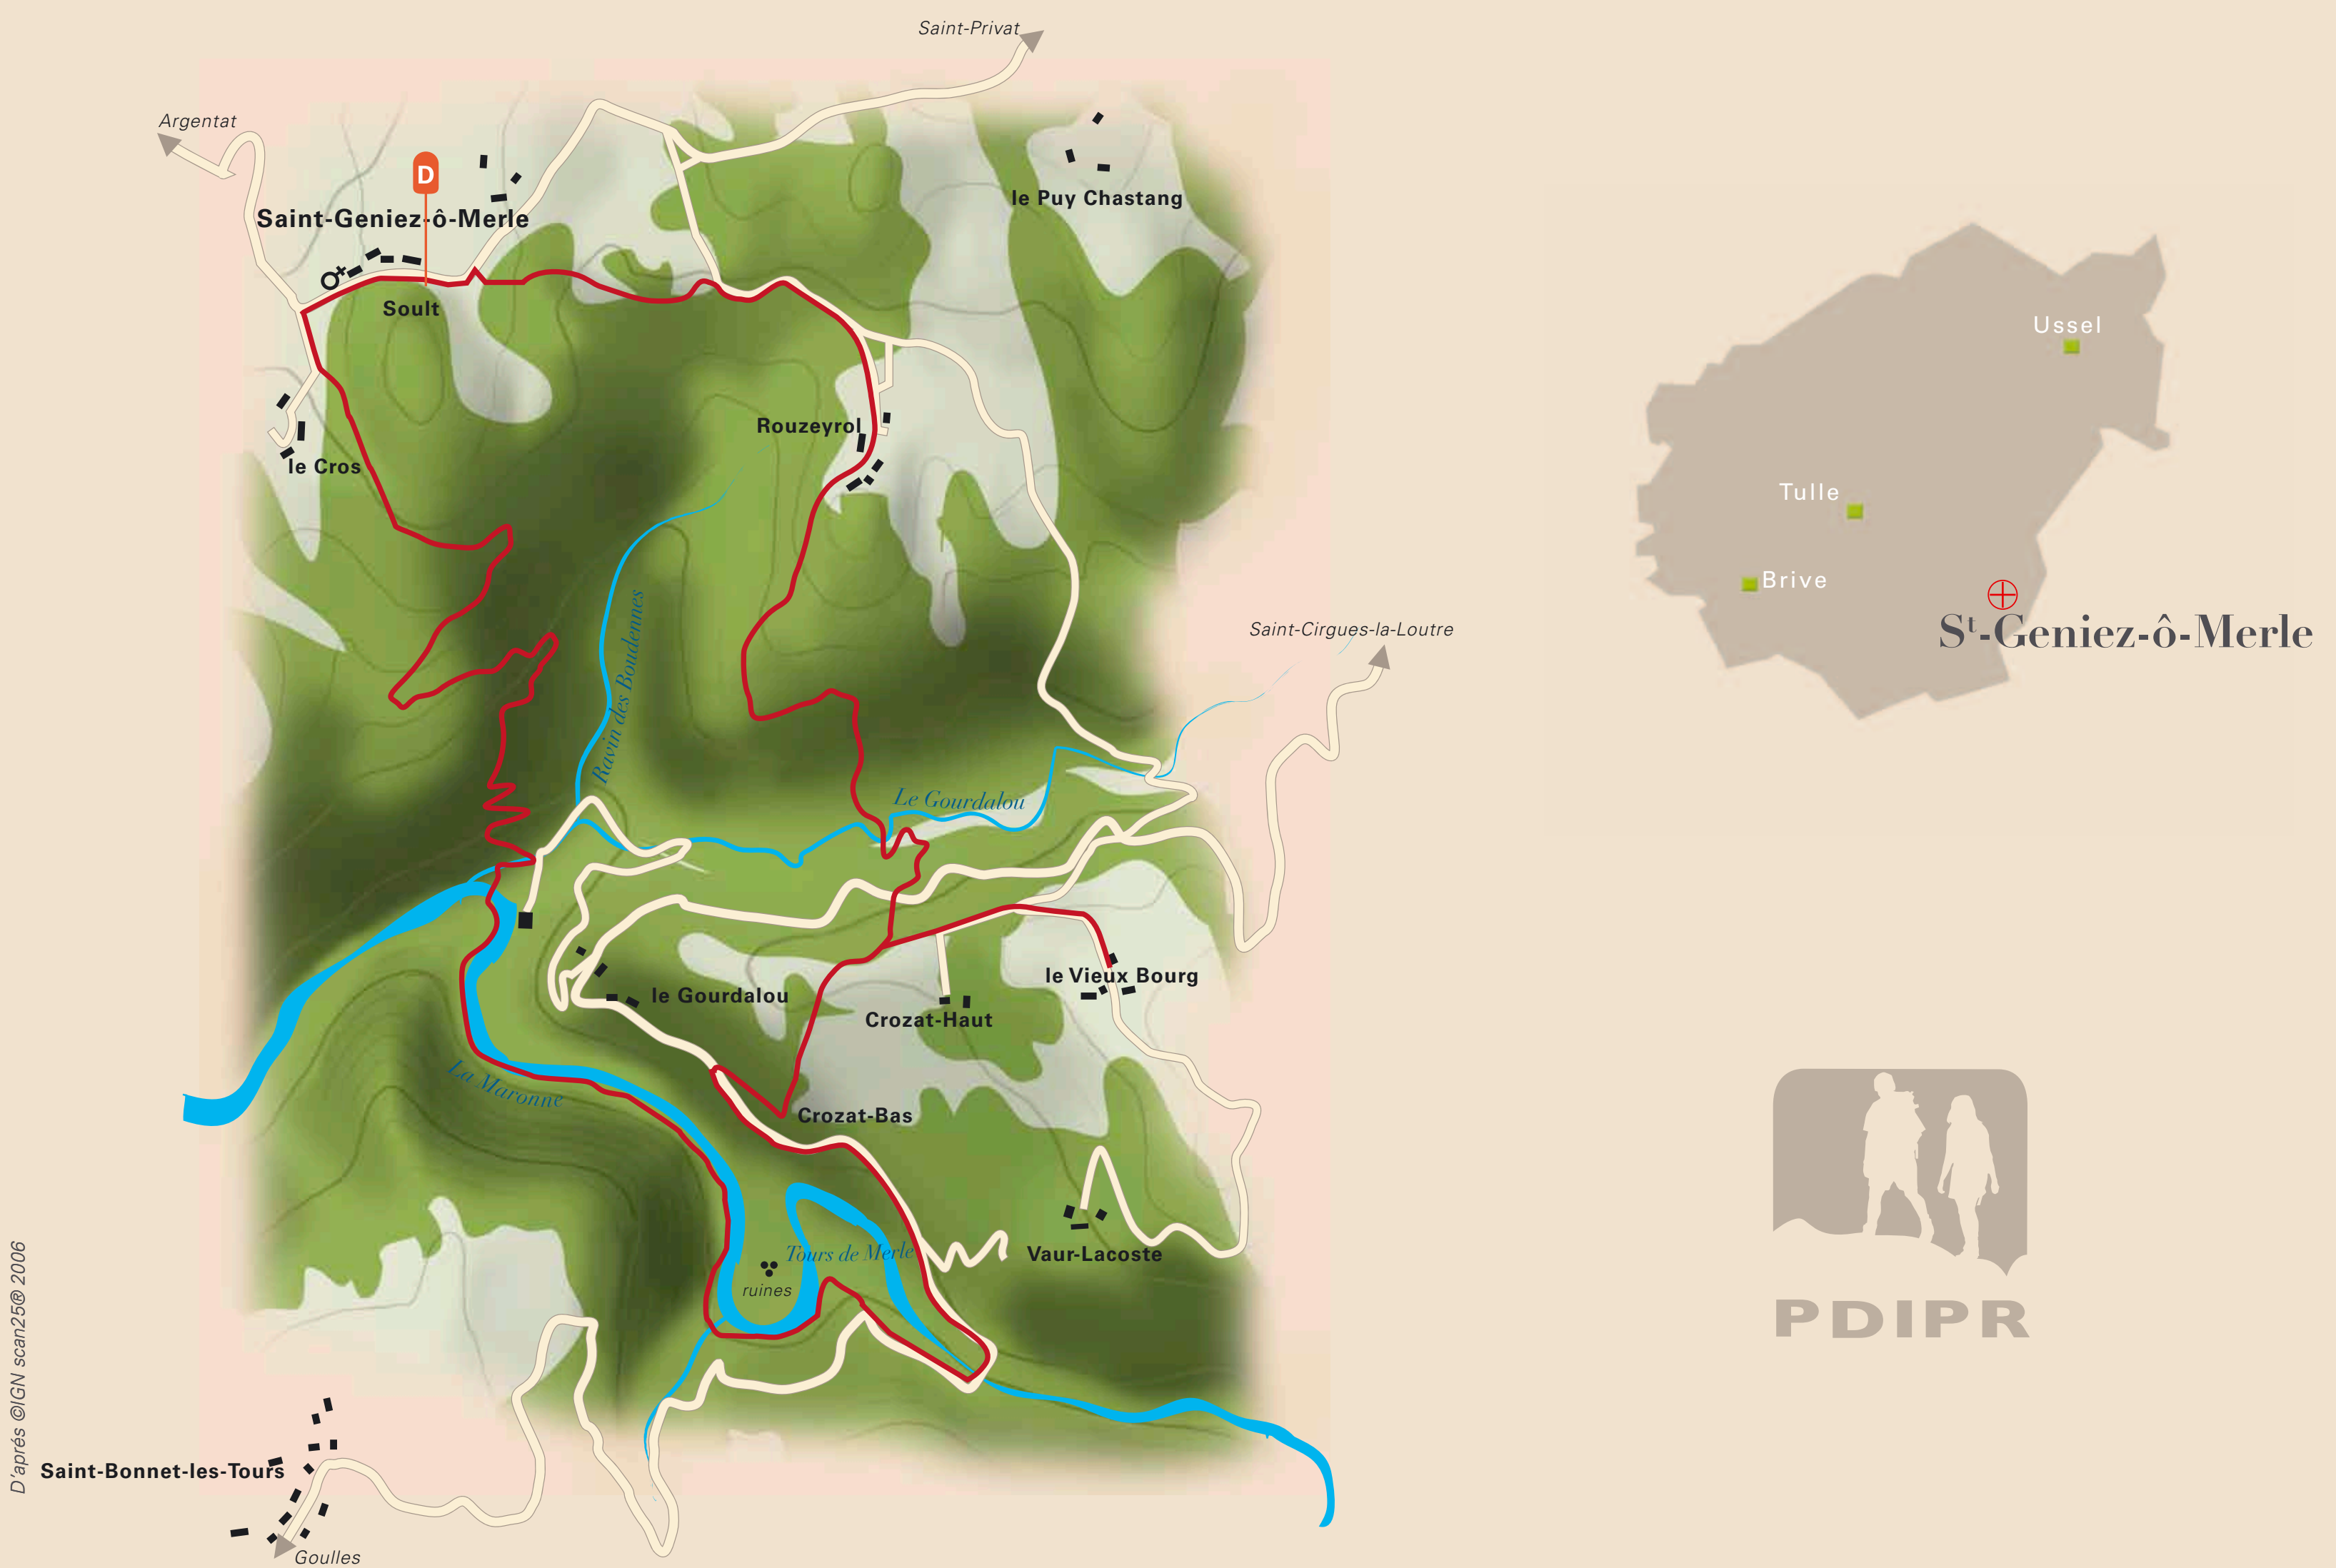 Saint-Privat
Argentat
D
le Puy Chastang
Saint-Geniez-ô-Merle
Soult
Rouzeyrol
le Cros
Ravin des Boudennes
Saint-Cirgues-la-Loutre
Le Gourdalou
le Vieux Bourg
le Gourdalou
Crozat-Haut
La Maronne
Crozat-Bas
Tours de Merle
Vaur-Lacoste
ruines
Saint-Bonnet-les-Tours
Goulles
D'aprés ©IGN scan25® 2006
Ussel
Tulle
Brive
St-Geniez-ô-Merle
PDIPR